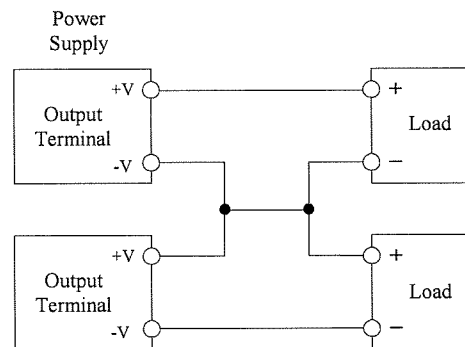 Power
Supply
+V
Output
Terminal
-V
+
Load
−
+V
Output
Terminal
-V
+
Load
−